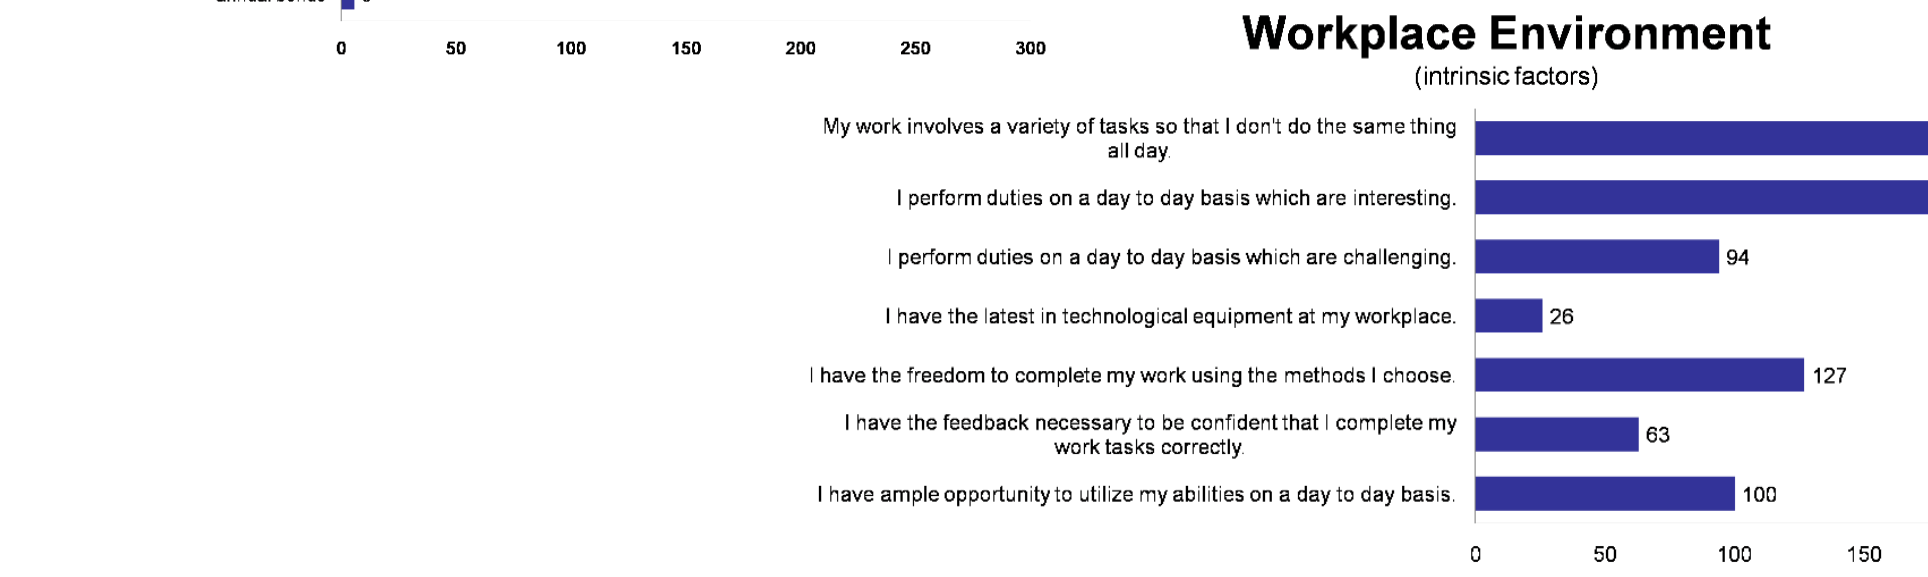 0 50 100 150 200 250 300
Workplace Environment
(intrinsic factors)
My work involves a variety of tasks so that I don't do the same thing
all day.
I perform duties on a day to day basis which are interesting.
I perform duties on a day to day basis which are challenging. 94
I have the latest in technological equipment at my workplace. 26
I have the freedom to complete my work using the methods I choose. 127
I have the feedback necessary to be confident that I complete my
work tasks correctly. 63
I have ample opportunity to utilize my abilities on a day to day basis. 100
0 50 100 150